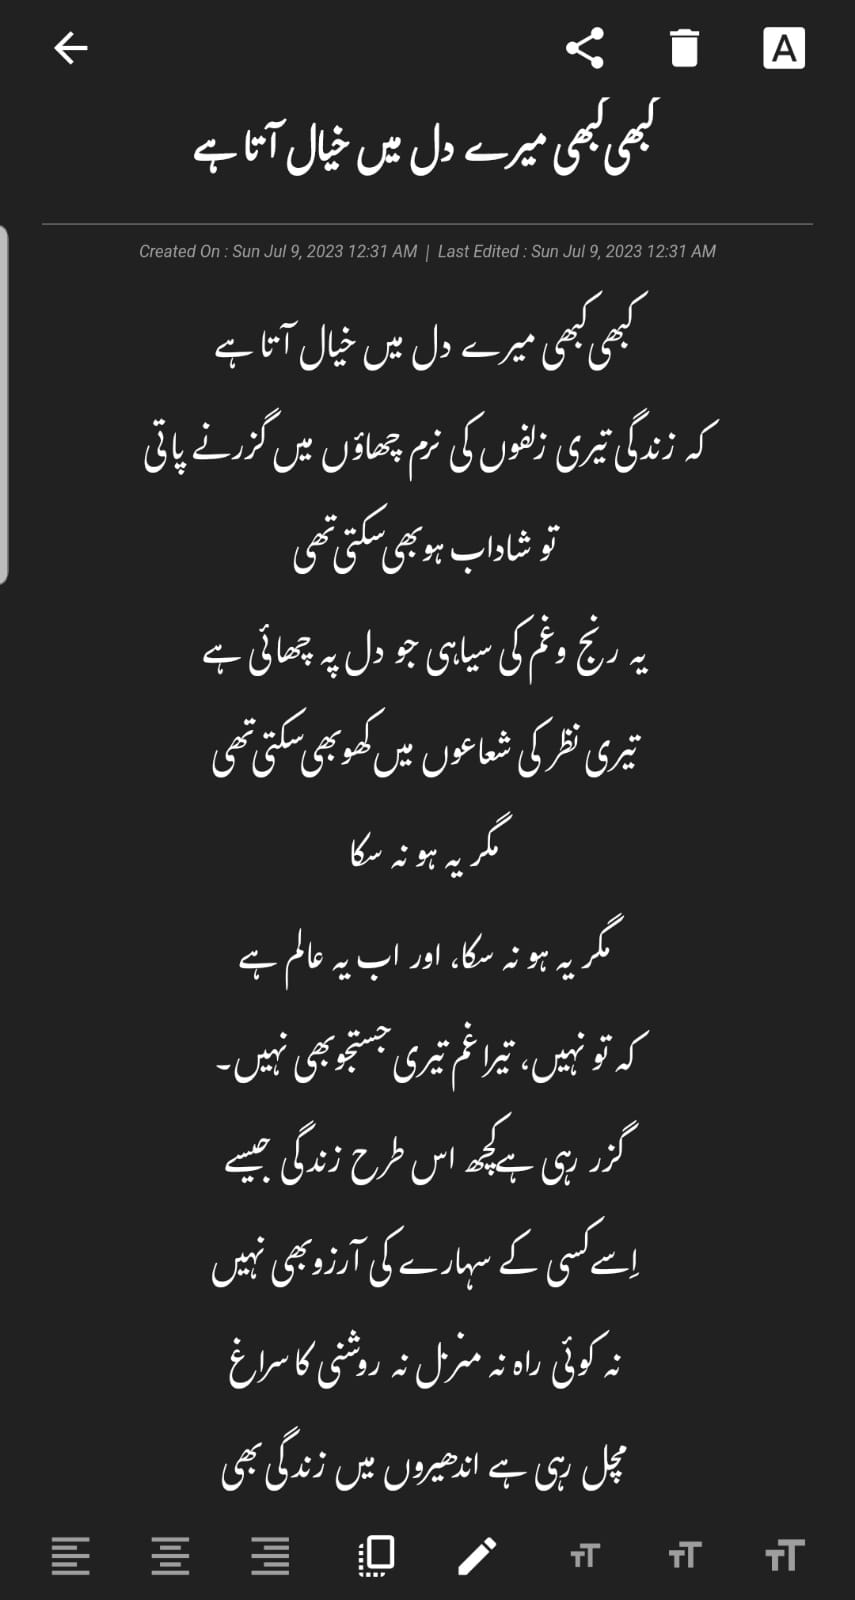 کبھی کبھی میرے دل میں خیال آتا ہے
Created On : Sun Jul 9, 2023 12:31 AM | Last Edited : Sun Jul 9, 2023 12:31 AM
کبھی کبھی میرے دل میں خیال آتا ہے
کہ زندگی تیری زلفوں کی نرم چھاؤں میں گزرنے پاتی
تو شاداب ہو بھی سکتی تھی
یہ رنج و غم کی سیاہی جو دل پہ چھائی ہے
تیری نظر کی شعاعوں میں کھو بھی سکتی تھی
مگر یہ ہو نہ سکا
مگر یہ ہو نہ سکا، اور اب یہ عالم ہے
کہ تو نہیں، تیرا غم تیری جستجو بھی نہیں۔
گزر رہی ہے کچھ اس طرح زندگی جیسے
اِسے کسی کے سہارے کی آرزو بھی نہیں
نہ کوئی راہ نہ منزل نہ روشنی کا سراغ
مچل رہی ہے اندھیروں میں زندگی بھی